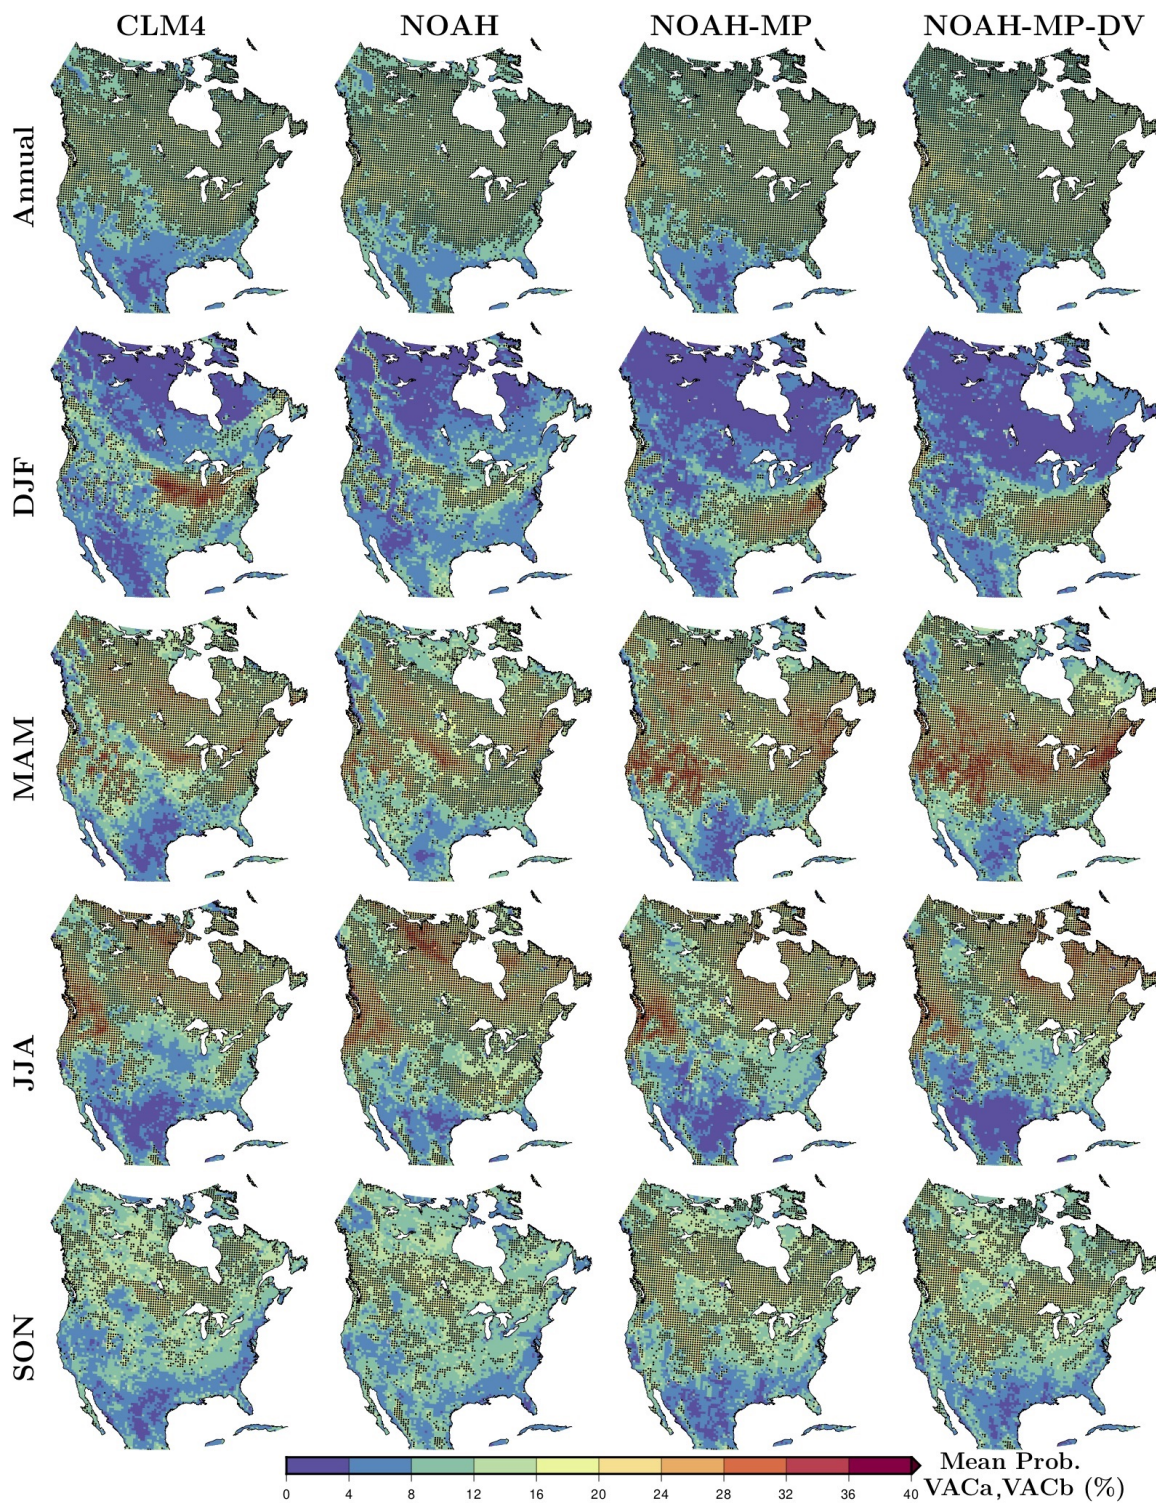 CLM4 NOAH NOAH-MP NOAH-MP-DV
Annual
DJF
MAM
JJA
SON
0 4 8 12 16 20 24 28 32 36 40
Mean Prob.
VACa,VACb (%)